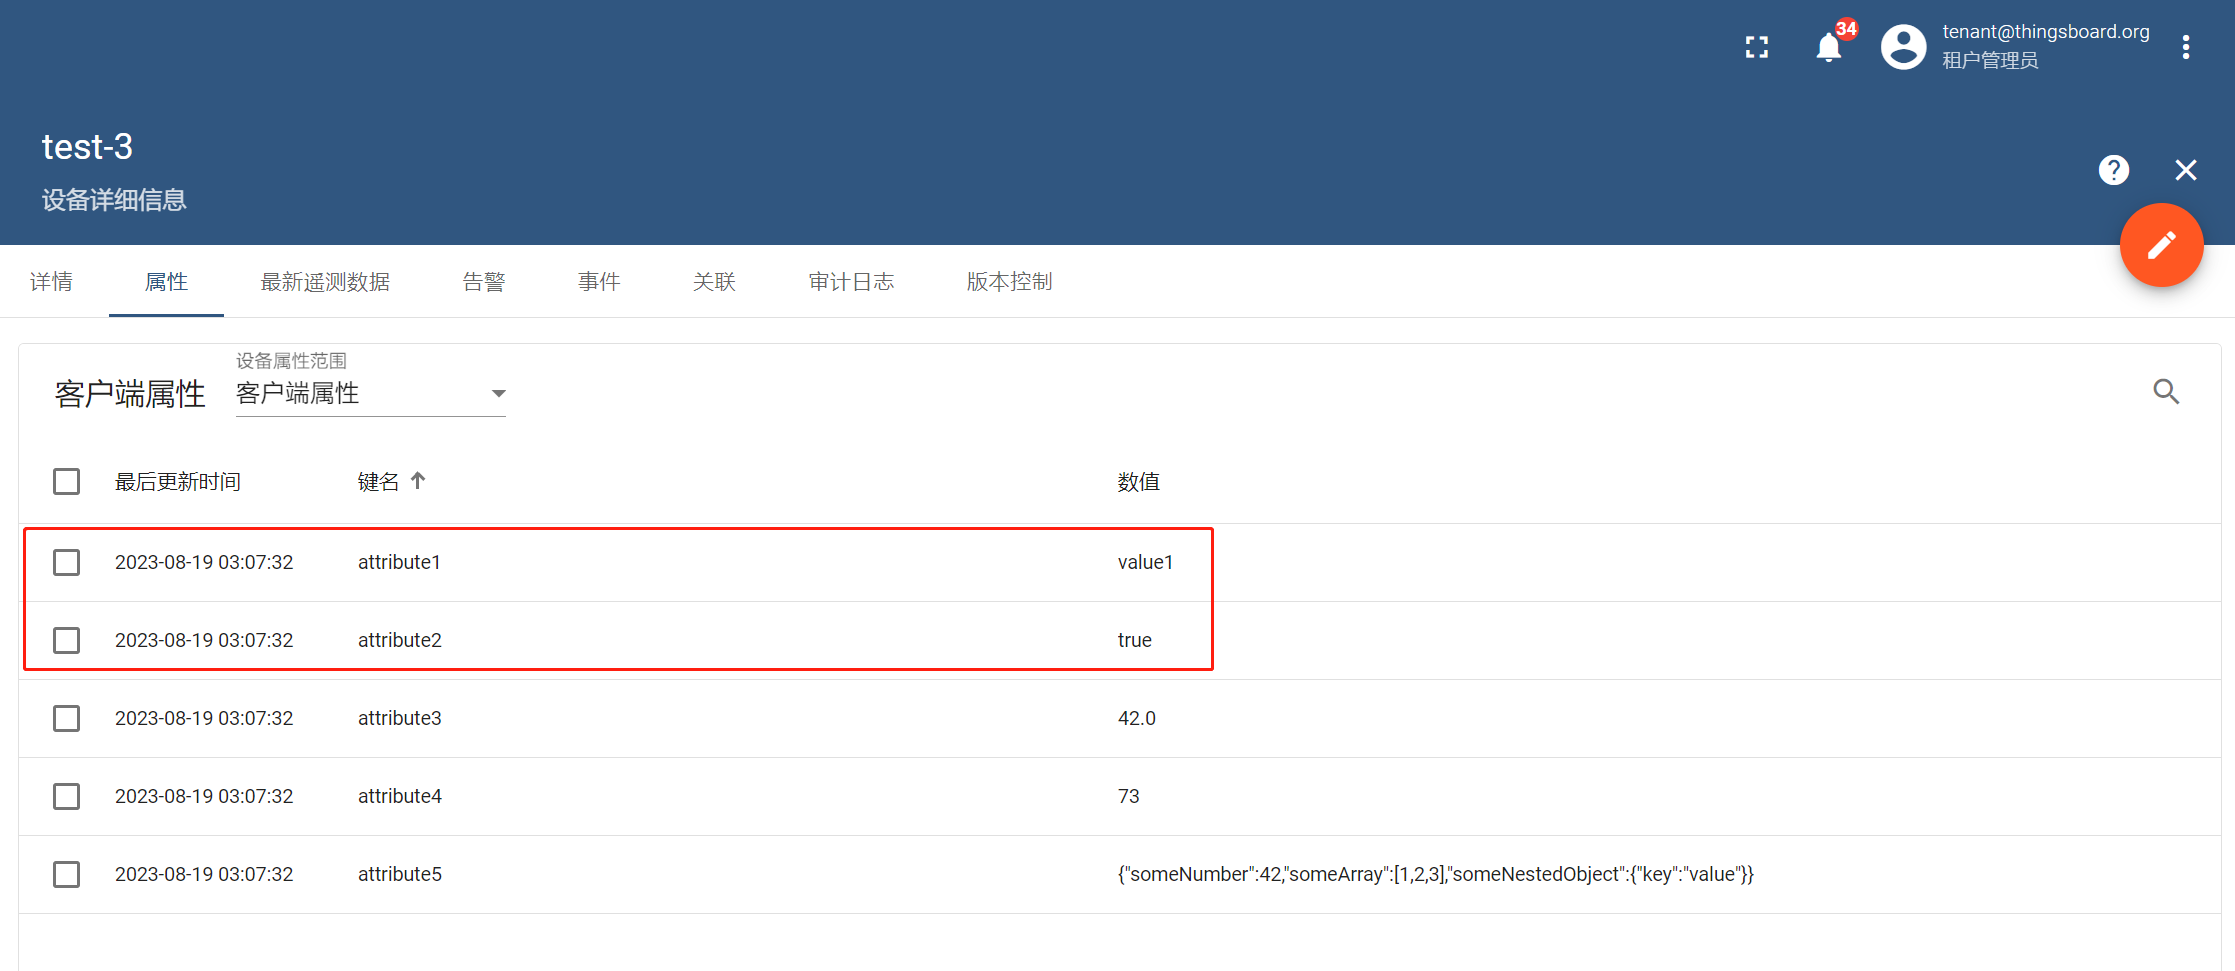 34
tenant@thingsboard.org
租户管理员
test-3
设备详细信息
?
详情 属性 最新遥测数据 告警 事件 关联 审计日志 版本控制
设备属性范围
客户端属性 客户端属性
最后更新时间 键名 数值
2023-08-19 03:07:32 attribute1 value1
2023-08-19 03:07:32 attribute2 true
2023-08-19 03:07:32 attribute3 42.0
2023-08-19 03:07:32 attribute4 73
2023-08-19 03:07:32 attribute5 {"someNumber":42,"someArray":[1,2,3],"someNestedObject":{"key":"value"}}